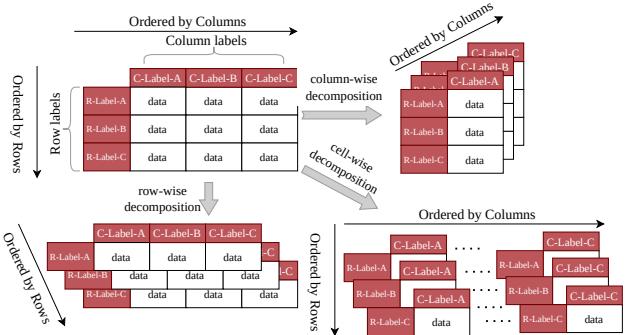 Ordered by Columns
Column labels
C-Label-A C-Label-B C-Label-C
Ordered by Rows
Row labels
R-Label-A data data data
R-Label-B data data data
R-Label-C data data data
column-wise
decomposition
cell-wise
decomposition
row-wise
decomposition
Ordered by Columns
C-Label-C
C-Label-B
C-Label-A
R-Label-A data
R-Label-B data
R-Label-C data
Ordered by Rows
C-Label-A C-Label-B C-Label-C
R-Label-A data data data
R-Label-B data data data
R-Label-C data data data
Ordered by Columns
Ordered by Rows
C-Label-A ..... C-Label-C
R-Label-A C-Label-A ..... R-Label-A C-Label-C
R-Label-B C-Label-A ..... R-Label-B C-Label-C
R-Label-C data ..... R-Label-C data